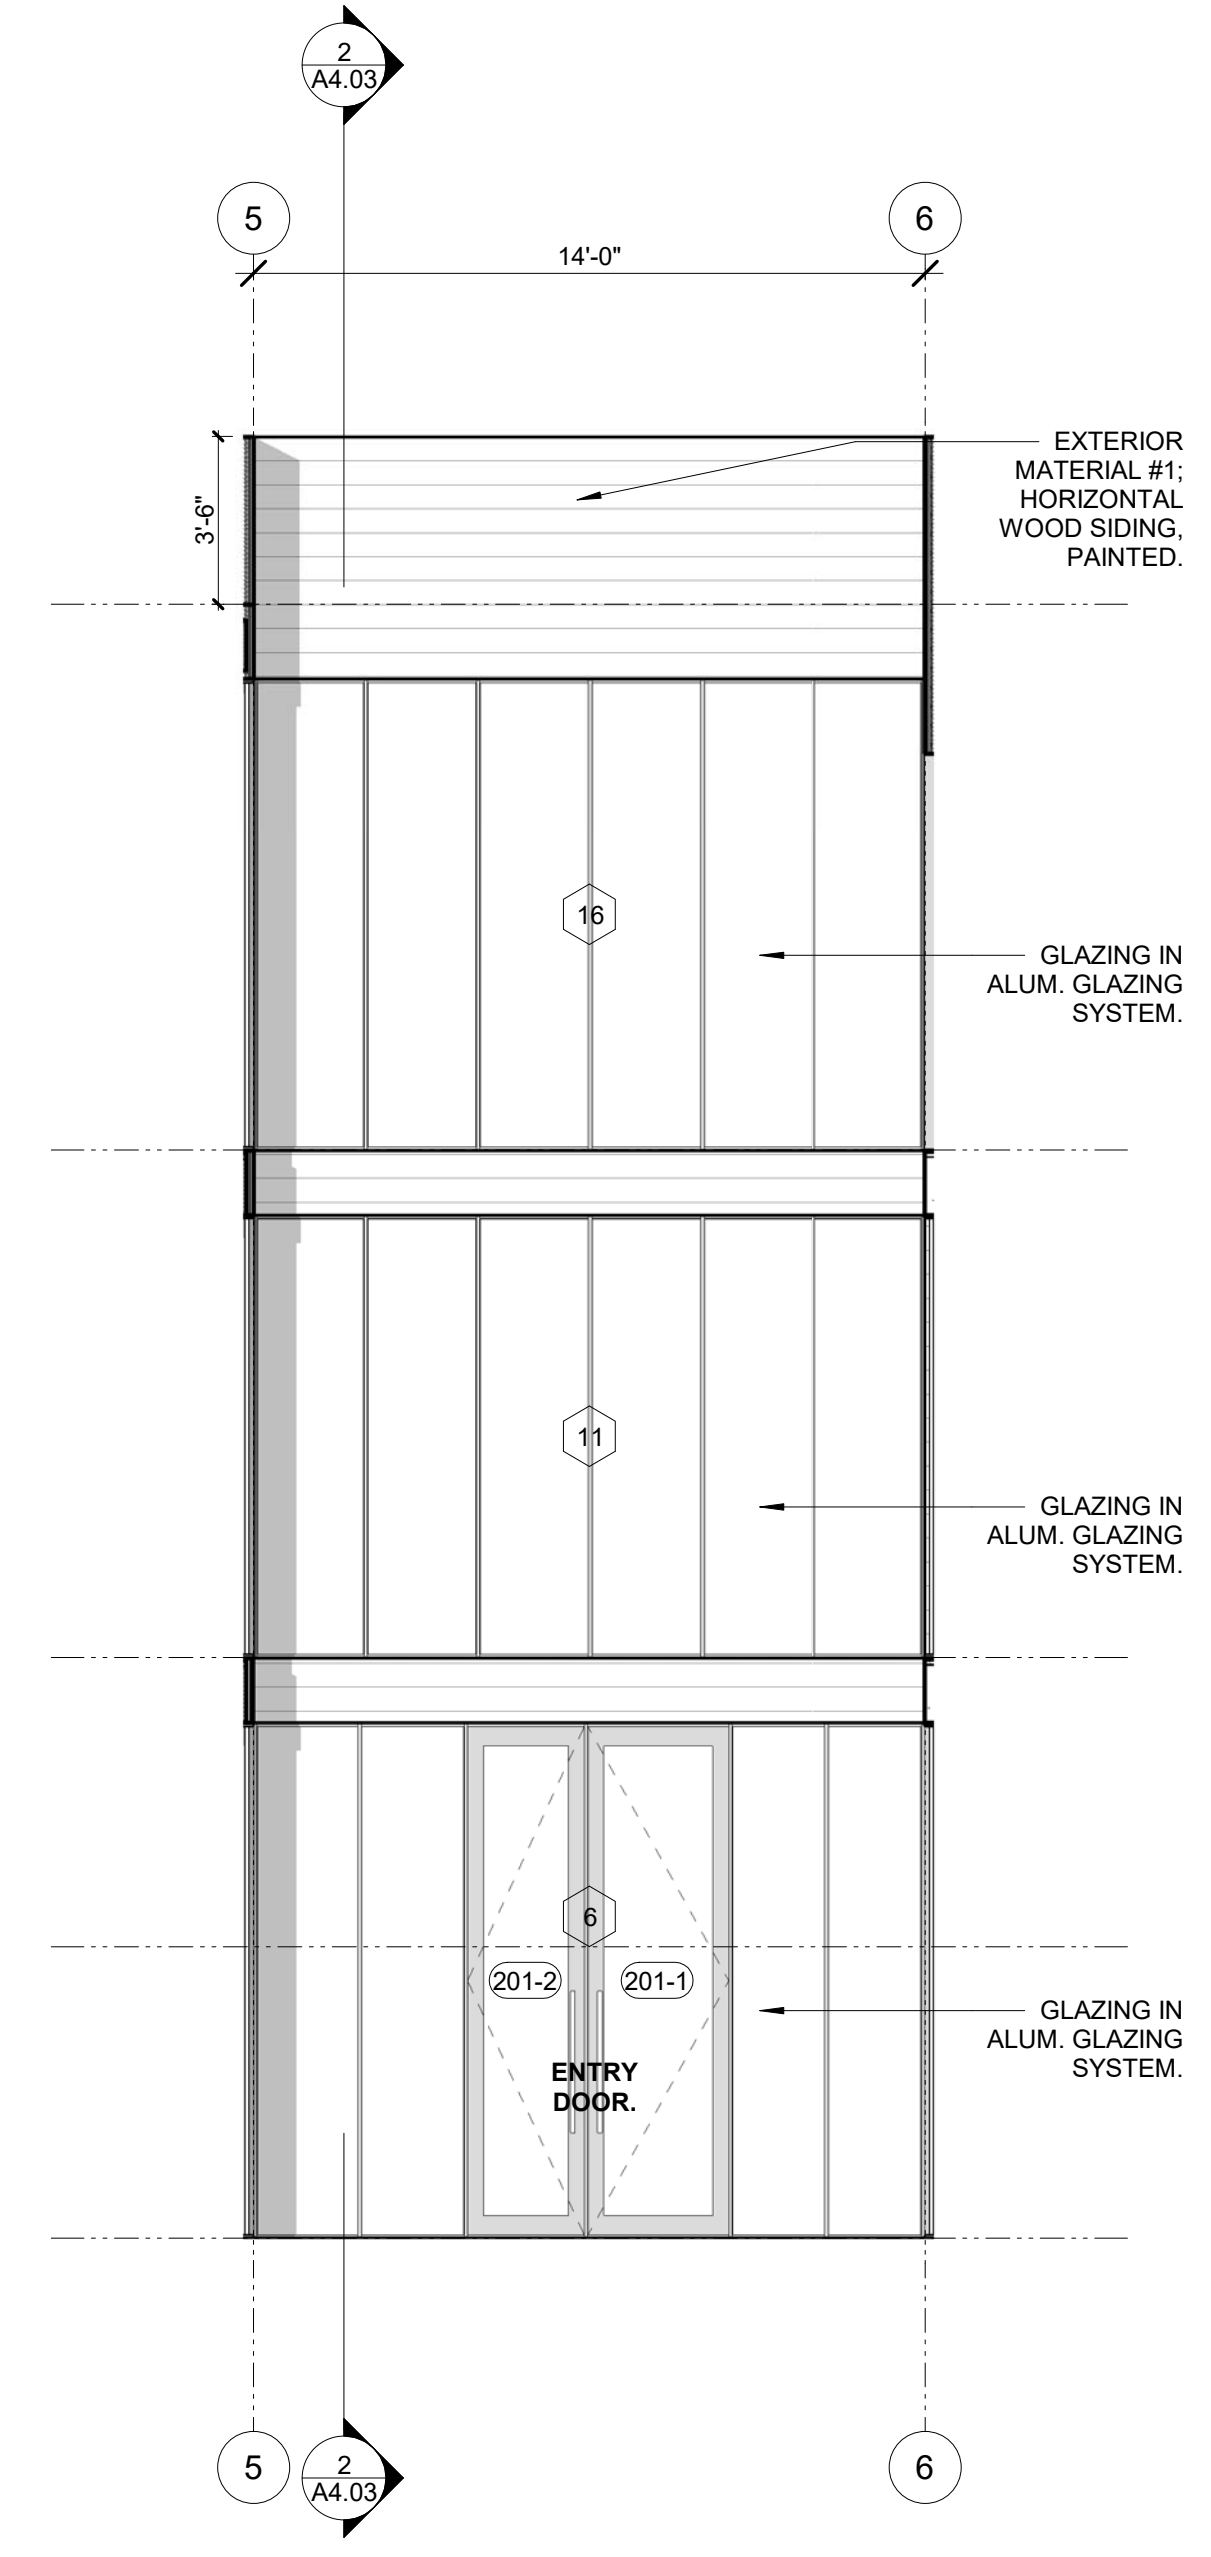 2
A4.03
5
6
14'-0"
3'-6"
EXTERIOR
MATERIAL #1;
HORIZONTAL
WOOD SIDING,
PAINTED.
16
GLAZING IN
ALUM. GLAZING
SYSTEM.
11
GLAZING IN
ALUM. GLAZING
SYSTEM.
6
201-2
201-1
GLAZING IN
ALUM. GLAZING
SYSTEM.
ENTRY
DOOR.
5
2
A4.03
6